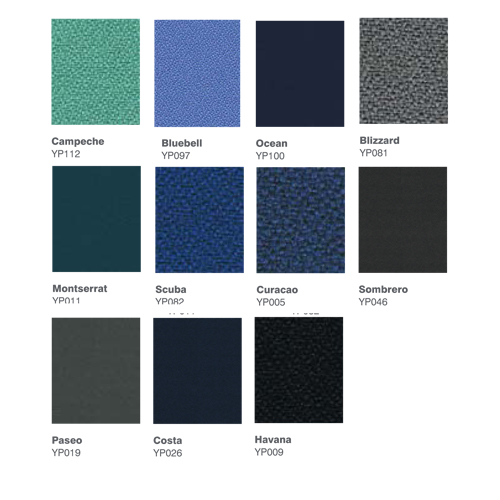 Campeche
YP112
Bluebell
YP097
Ocean
YP100
Blizzard
YP081
Montserrat
YP011
Scuba
YP082
Curacao
YP005
Sombrero
YP046
Paseo
YP019
Costa
YP026
Havana
YP009